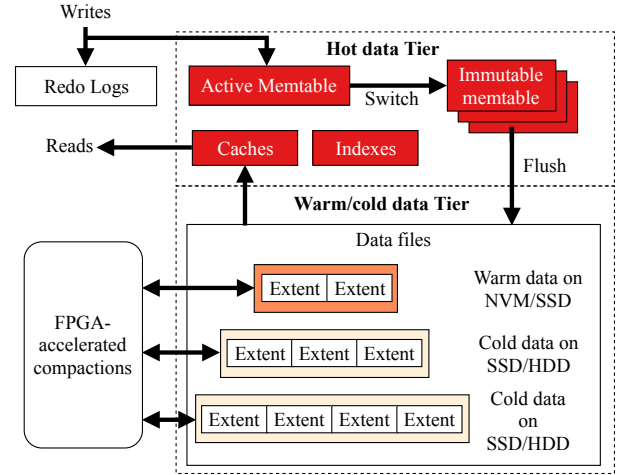 Writes
Hot data Tier
Redo Logs
Active Memtable
Switch
Immutable
memtable
Reads
Caches
Indexes
Flush
Warm/cold data Tier
Data files
FPGA-
accelerated
compactions
Extent Extent
Warm data on
NVM/SSD
Extent Extent Extent
Cold data on
SSD/HDD
Extent Extent Extent Extent
Cold data
on
SSD/HDD